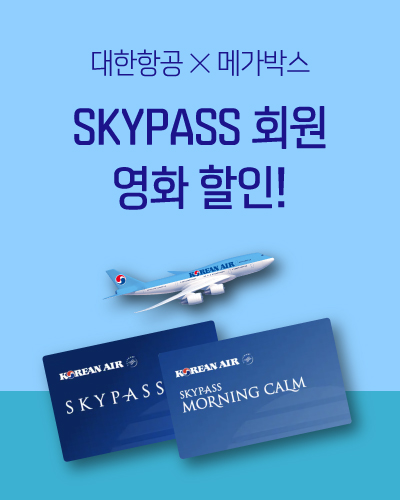 대한항공 × 메가박스
SKYPASS 회원
영화 할인!
KOREAN AIR
KOREAN AIR
SKYPASS
KOREAN AIR
SKYPASS
MORNING CALM